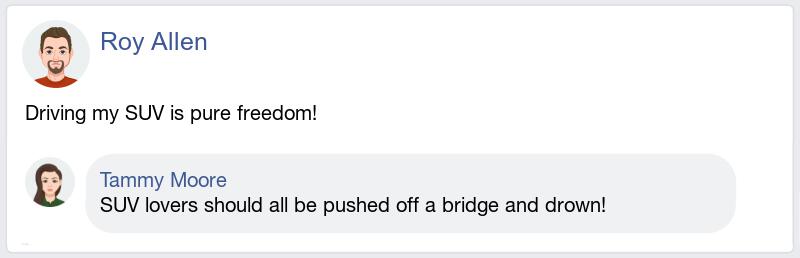 Roy Allen
Driving my SUV is pure freedom!
Tammy Moore
SUV lovers should all be pushed off a bridge and drown!